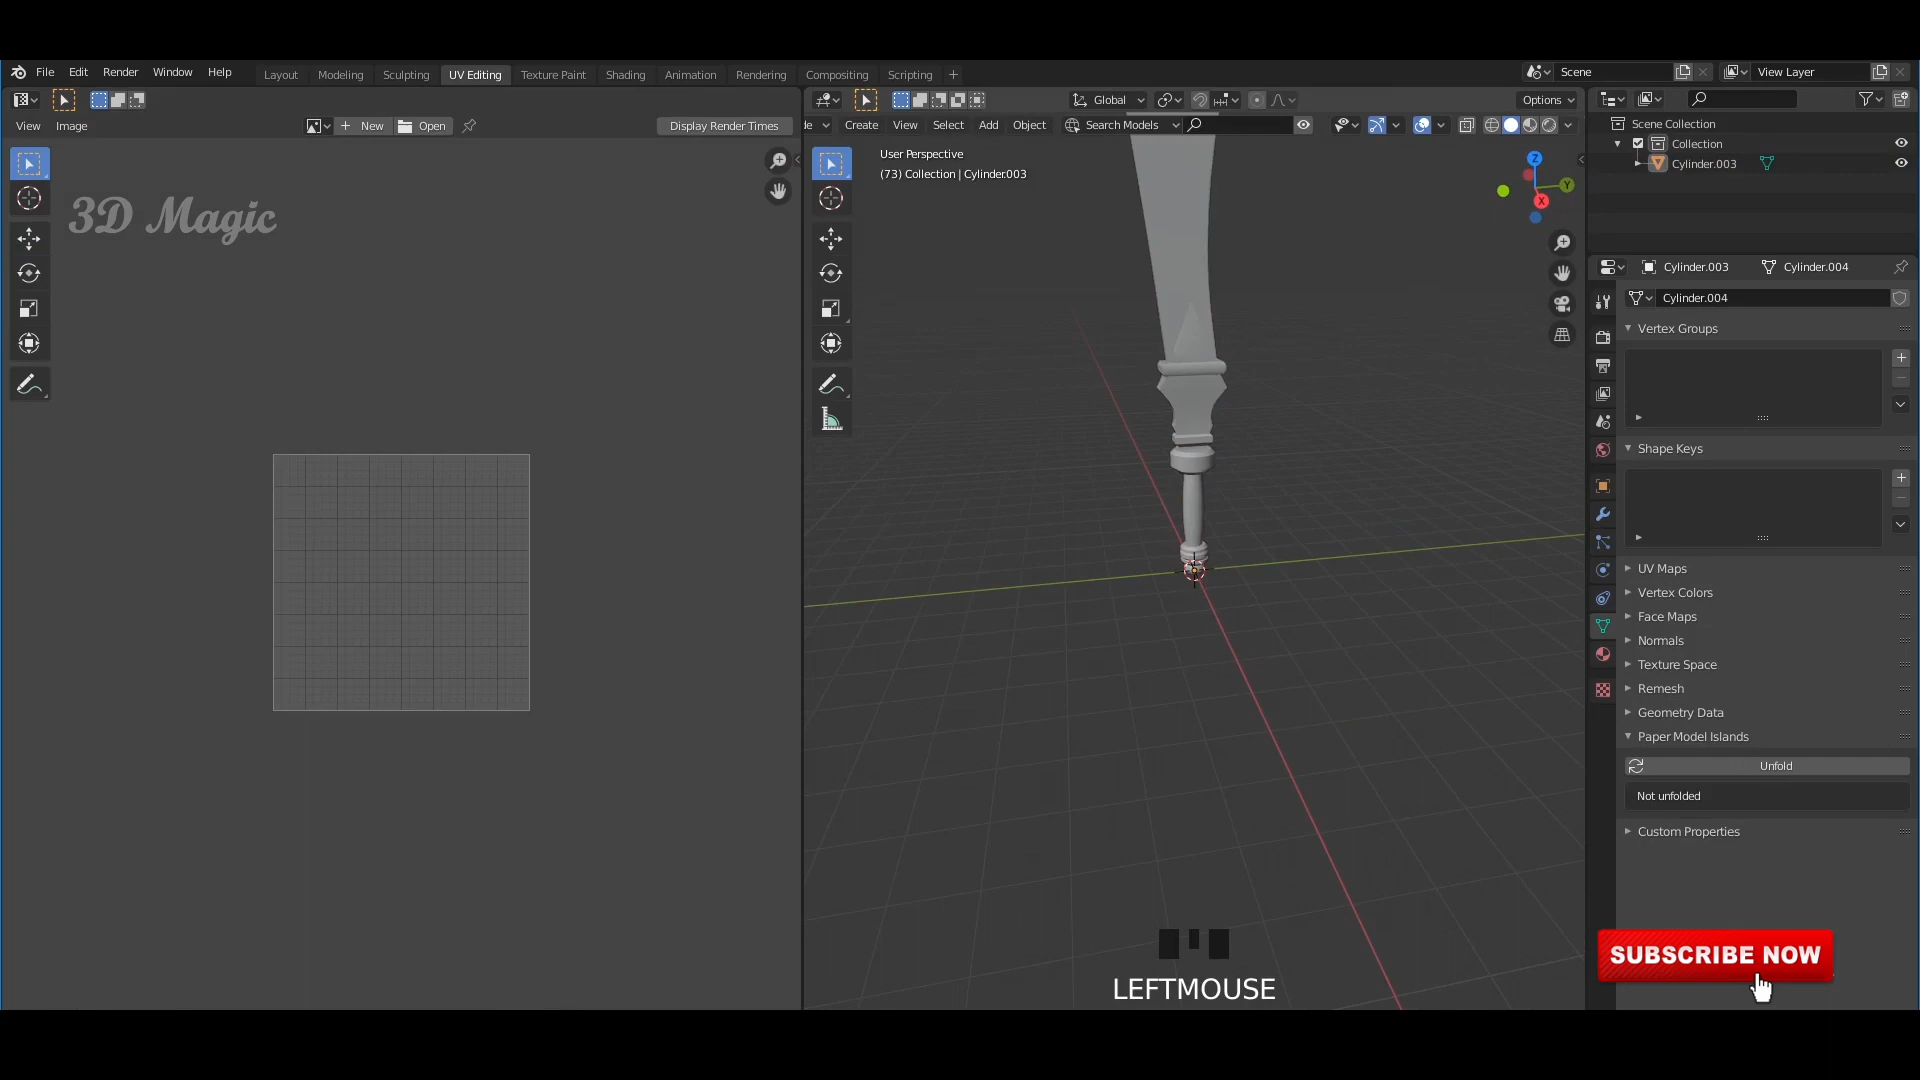 File Edit Render Window Help
Layout Modeling Sculpting UV Editing Texture Paint Shading Animation Rendering Compositing Scripting +
Scene
View Layer
Global
Options
View Image
New
Open
Display Render Times
de
Create View Select Add Object
Search Models
3D Magic
User Perspective
(73) Collection | Cylinder.003
Z
Y
X
Scene Collection
Collection
Cylinder.003
Cylinder.003
Cylinder.004
Cylinder.004
Vertex Groups
Shape Keys
UV Maps
Vertex Colors
Face Maps
Normals
Texture Space
Remesh
Geometry Data
Paper Model Islands
Unfold
Not unfolded
Custom Properties
SUBSCRIBE NOW
LEFTMOUSE